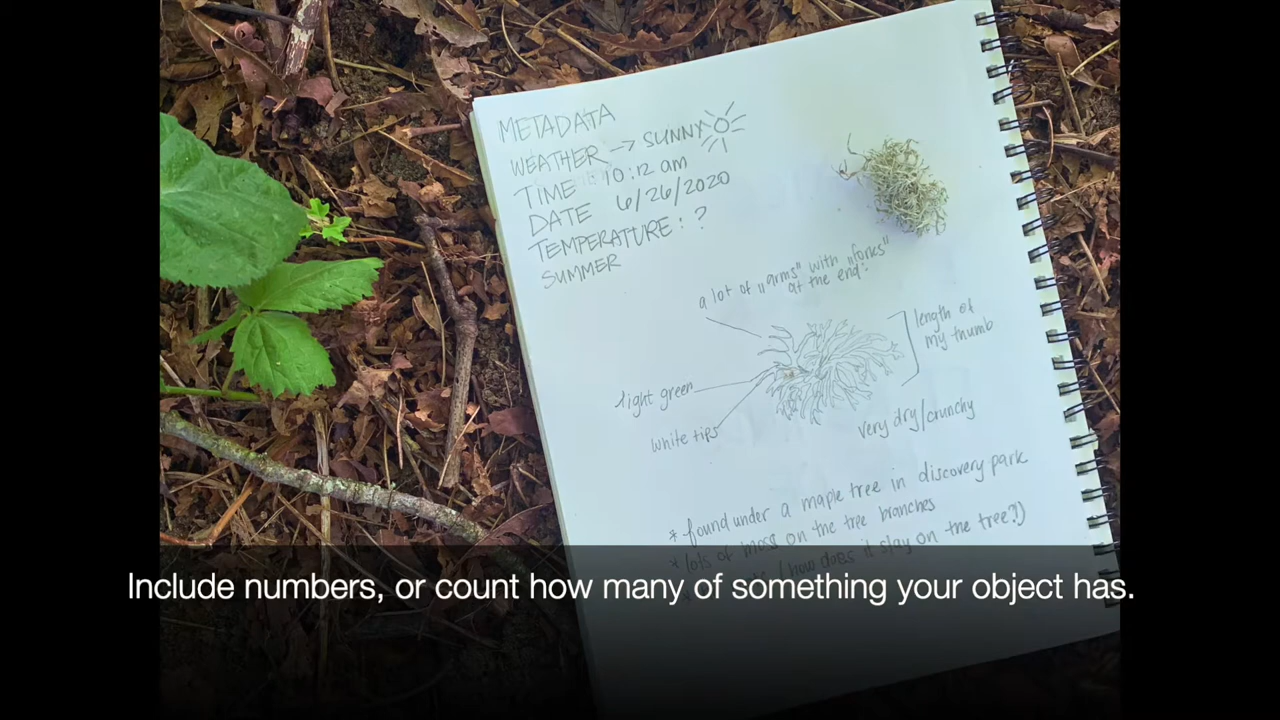 METADATA
WEATHER → SUNNY
TIME 10:12 am
DATE 6/26/2020
TEMPERATURE: ?
SUMMER
a lot of "arms" with "forks"
at the end.
length of
my thumb
light green
white tips
very dry/crunchy
* found under a maple tree in discovery park
* lots of moss on the tree branches
how does it stay on the tree?)
Include numbers, or count how many of something your object has.